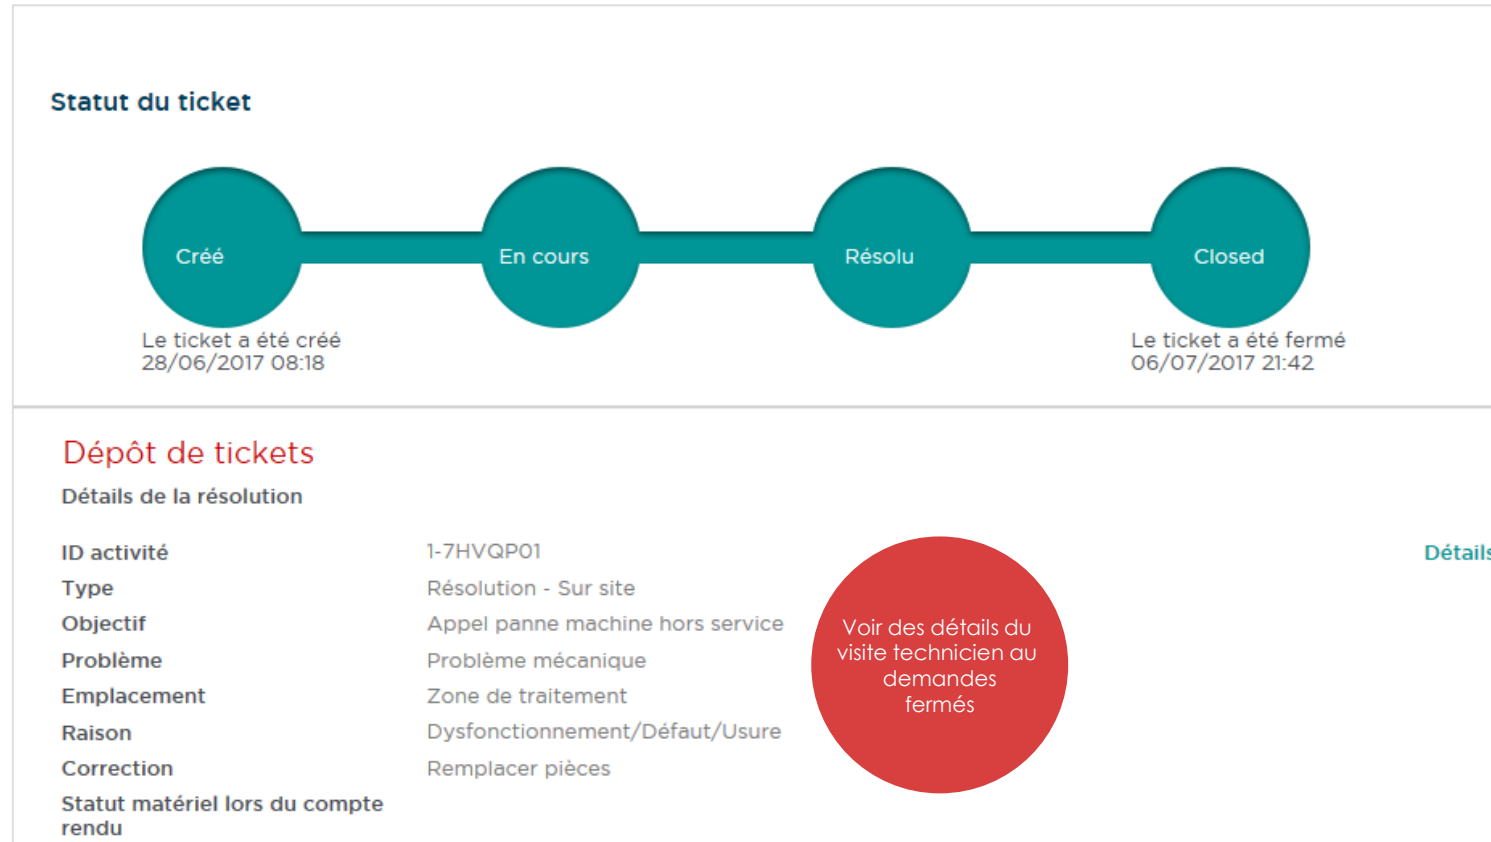 Statut du ticket
Créé
En cours
Résolu
Closed
Le ticket a été créé
28/06/2017 08:18
Le ticket a été fermé
06/07/2017 21:42
Dépôt de tickets
Détails de la résolution
ID activité 1-7HVQP01
Détails
Type Résolution - Sur site
Objectif Appel panne machine hors service
Problème Problème mécanique
Emplacement Zone de traitement
Raison Dysfonctionnement/Défaut/Usure
Correction Remplacer pièces
Statut matériel lors du compte
rendu
Voir des détails du
visite technicien au
demandes
fermés